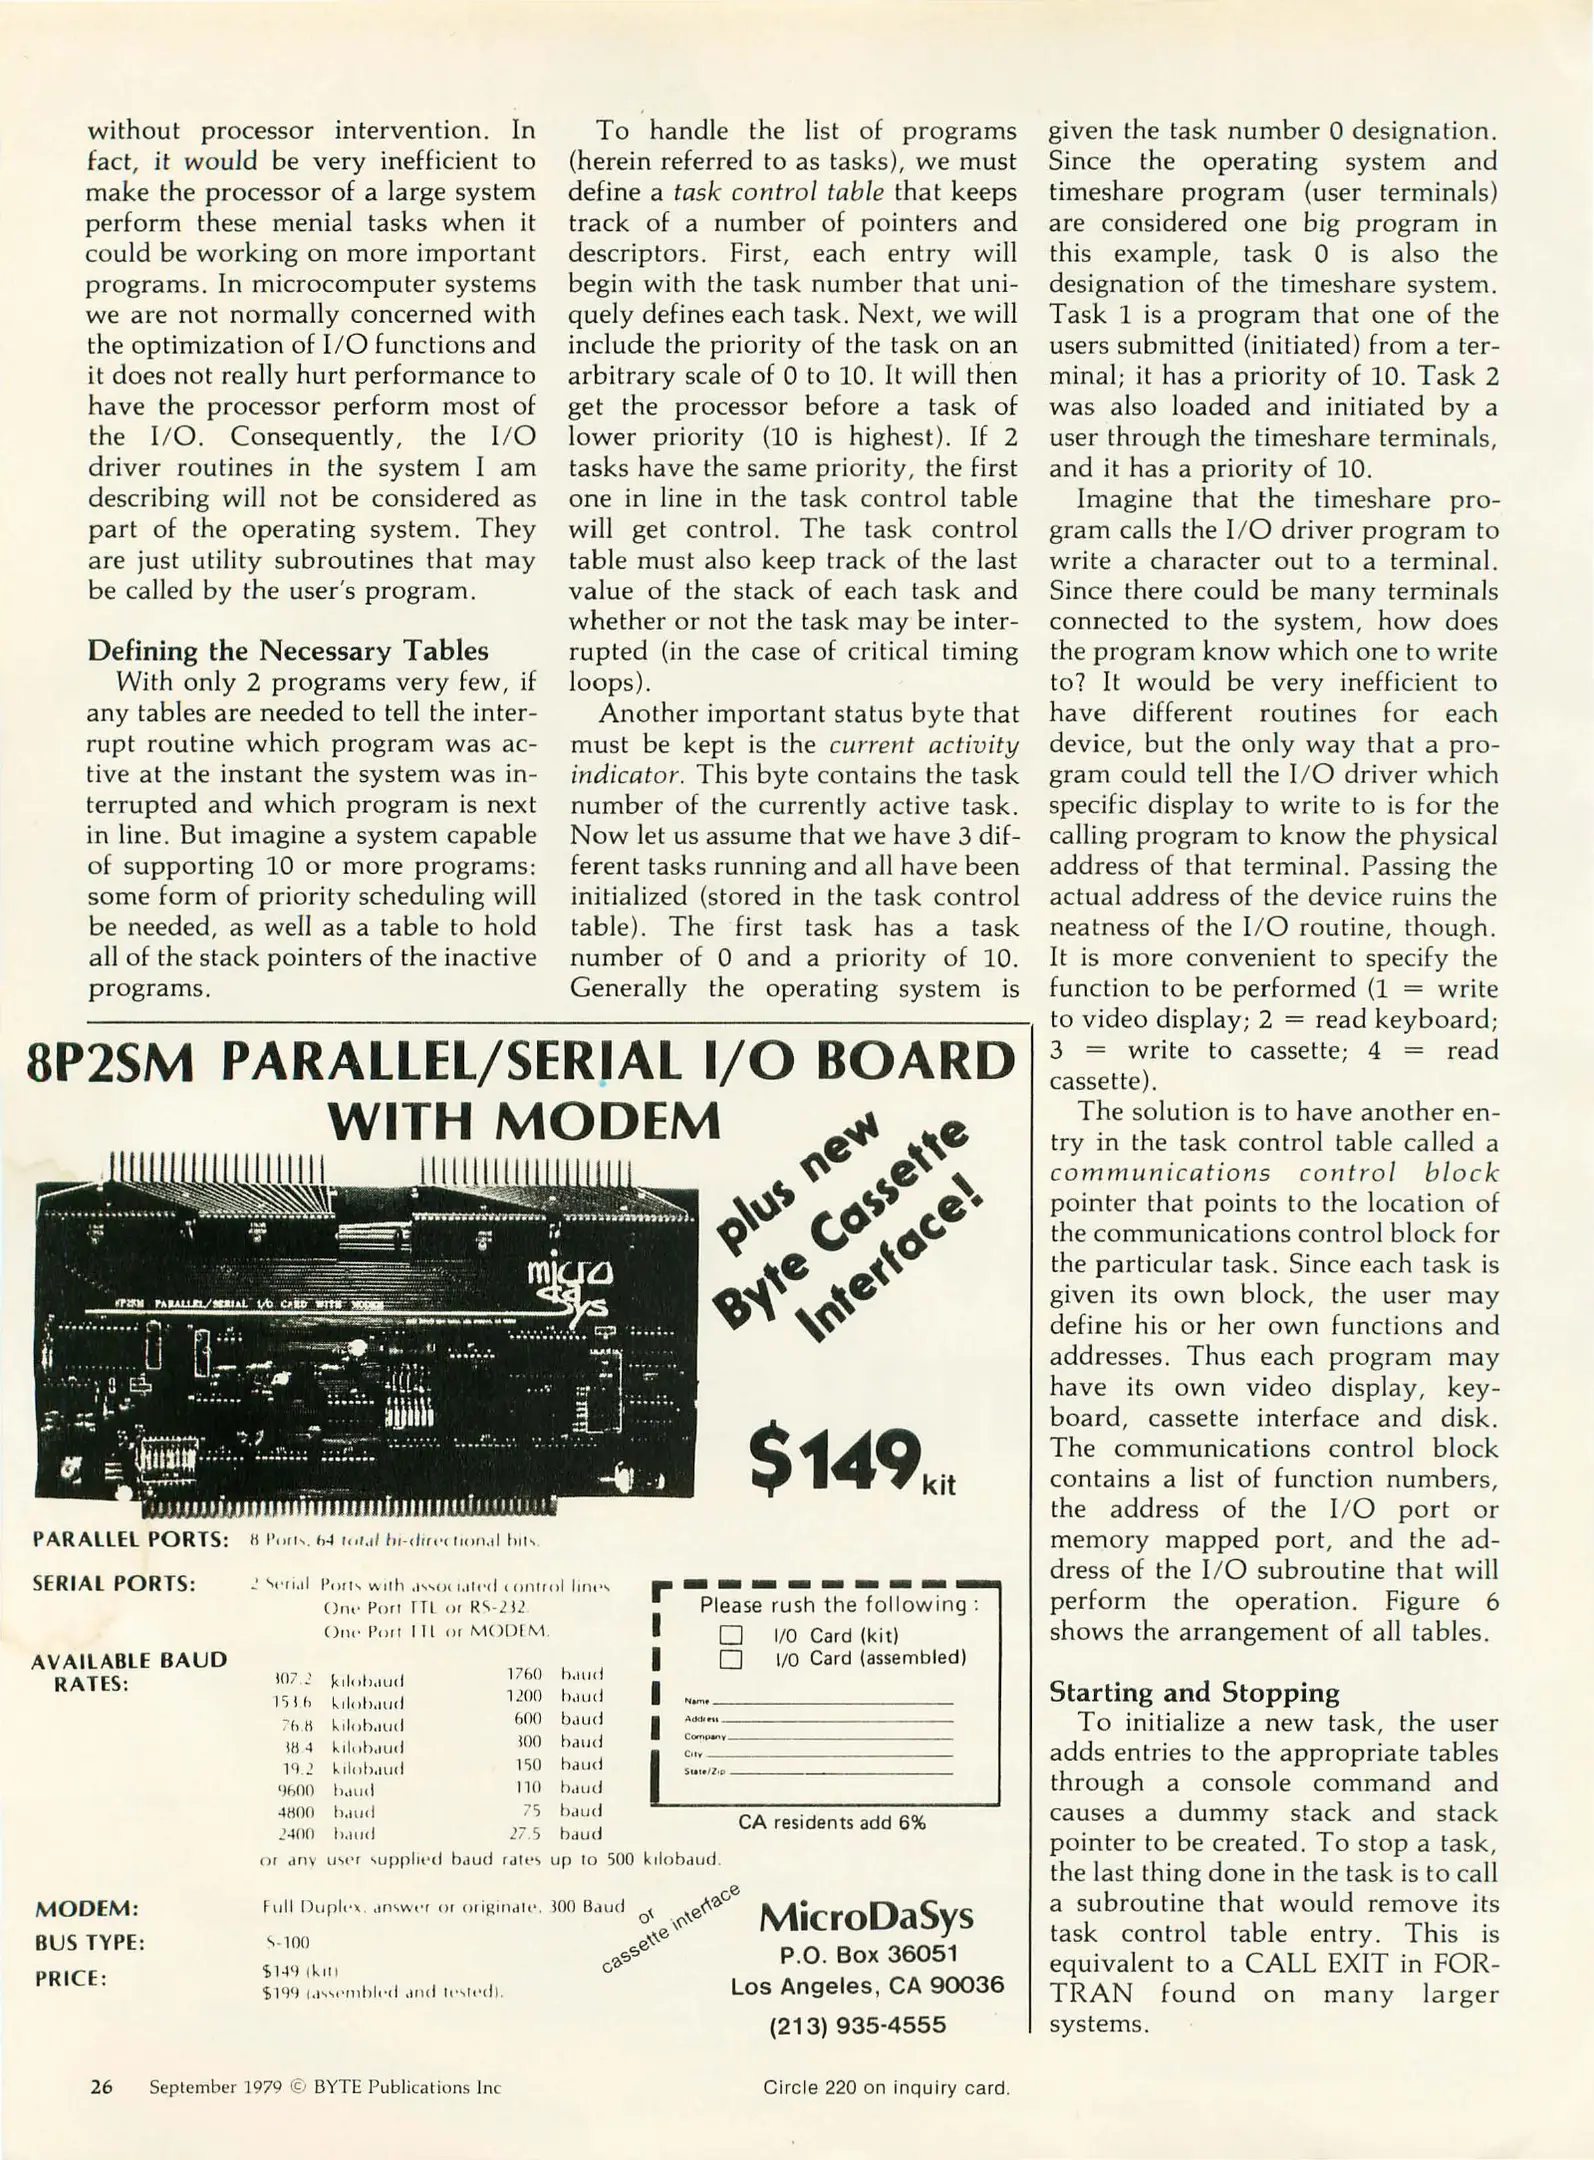 without processor intervention. In
fact, it would be very inefficient to
make the processor of a large system
perform these menial tasks when it
could be working on more important
programs. In microcomputer systems
we are not normally concerned with
the optimization of I/O functions and
it does not really hurt performance to
have the processor perform most of
the I/O. Consequently, the I/O
driver routines in the system I am
describing will not be considered as
part of the operating system. They
are just utility subroutines that may
be called by the user's program.
Defining the Necessary Tables
With only 2 programs very few, if
any tables are needed to tell the inter-
rupt routine which program was ac-
tive at the instant the system was in-
terrupted and which program is next
in line. But imagine a system capable
of supporting 10 or more programs:
some form of priority scheduling will
be needed, as well as a table to hold
all of the stack pointers of the inactive
programs.
To handle the list of programs
(herein referred to as tasks), we must
define a task control table that keeps
track of a number of pointers and
descriptors. First, each entry will
begin with the task number that uni-
quely defines each task. Next, we will
include the priority of the task on an
arbitrary scale of 0 to 10. It will then
get the processor before a task of
lower priority (10 is highest). If 2
tasks have the same priority, the first
one in line in the task control table
will get control. The task control
table must also keep track of the last
value of the stack of each task and
whether or not the task may be inter-
rupted (in the case of critical timing
loops).
Another important status byte that
must be kept is the current activity
indicator. This byte contains the task
number of the currently active task.
Now let us assume that we have 3 dif-
ferent tasks running and all have been
initialized (stored in the task control
table). The first task has a task
number of 0 and a priority of 10.
Generally the operating system is
given the task number 0 designation.
Since the operating system and
timeshare program (user terminals)
are considered one big program in
this example, task 0 is also the
designation of the timeshare system.
Task 1 is a program that one of the
users submitted (initiated) from a ter-
minal; it has a priority of 10. Task 2
was also loaded and initiated by a
user through the timeshare terminals,
and it has a priority of 10.
Imagine that the timeshare pro-
gram calls the I/O driver program to
write a character out to a terminal.
Since there could be many terminals
connected to the system, how does
the program know which one to write
to? It would be very inefficient to
have different routines for each
device, but the only way that a pro-
gram could tell the I/O driver which
specific display to write to is for the
calling program to know the physical
address of that terminal. Passing the
actual address of the device ruins the
neatness of the I/O routine, though.
It is more convenient to specify the
function to be performed (1 = write
to video display; 2 = read keyboard;
3 = write to cassette; 4 = read
cassette).
The solution is to have another en-
try in the task control table called a
communications control block
pointer that points to the location of
the communications control block for
the particular task. Since each task is
given its own block, the user may
define his or her own functions and
addresses. Thus each program may
have its own video display, key-
board, cassette interface and disk.
The communications control block
contains a list of function numbers,
the address of the I/O port or
memory mapped port, and the ad-
dress of the I/O subroutine that will
perform the operation. Figure 6
shows the arrangement of all tables.
Starting and Stopping
To initialize a new task, the user
adds entries to the appropriate tables
through a console command and
causes a dummy stack and stack
pointer to be created. To stop a task,
the last thing done in the task is to call
a subroutine that would remove its
task control table entry. This is
equivalent to a CALL EXIT in FOR-
TRAN found on many larger
systems.
8P2SM PARALLEL/SERIAL I/O BOARD
WITH MODEM
plus new
Byte Cassette
Interface!
micro
dasys
8P2SM PARALLEL/SERIAL I/O CARD WITH MODEM
$149 kit
PARALLEL PORTS: 8 Ports, 64 total bi-directional bits.
SERIAL PORTS: 2 Serial Ports with associated control lines
One Port TTL or RS-232.
One Port TTL or MODEM.
AVAILABLE BAUD
RATES:
307.2 kilobaud 1760 baud
153.6 kilobaud 1200 baud
76.8 kilobaud 600 baud
38.4 kilobaud 300 baud
19.2 kilobaud 150 baud
9600 baud 110 baud
4800 baud 75 baud
2400 baud 27.5 baud
or any user supplied baud rates up to 500 kilobaud.
MODEM: Full Duplex, answer or originate, 300 Baud
or
cassette interface
BUS TYPE: S-100
PRICE: $149 (kit)
$199 (assembled and tested).
Please rush the following :
I/O Card (kit)
I/O Card (assembled)
Name
Address
Company
City
State/Zip
CA residents add 6%
MicroDaSys
P.O. Box 36051
Los Angeles, CA 90036
(213) 935-4555
26 September 1979 © BYTE Publications Inc
Circle 220 on inquiry card.